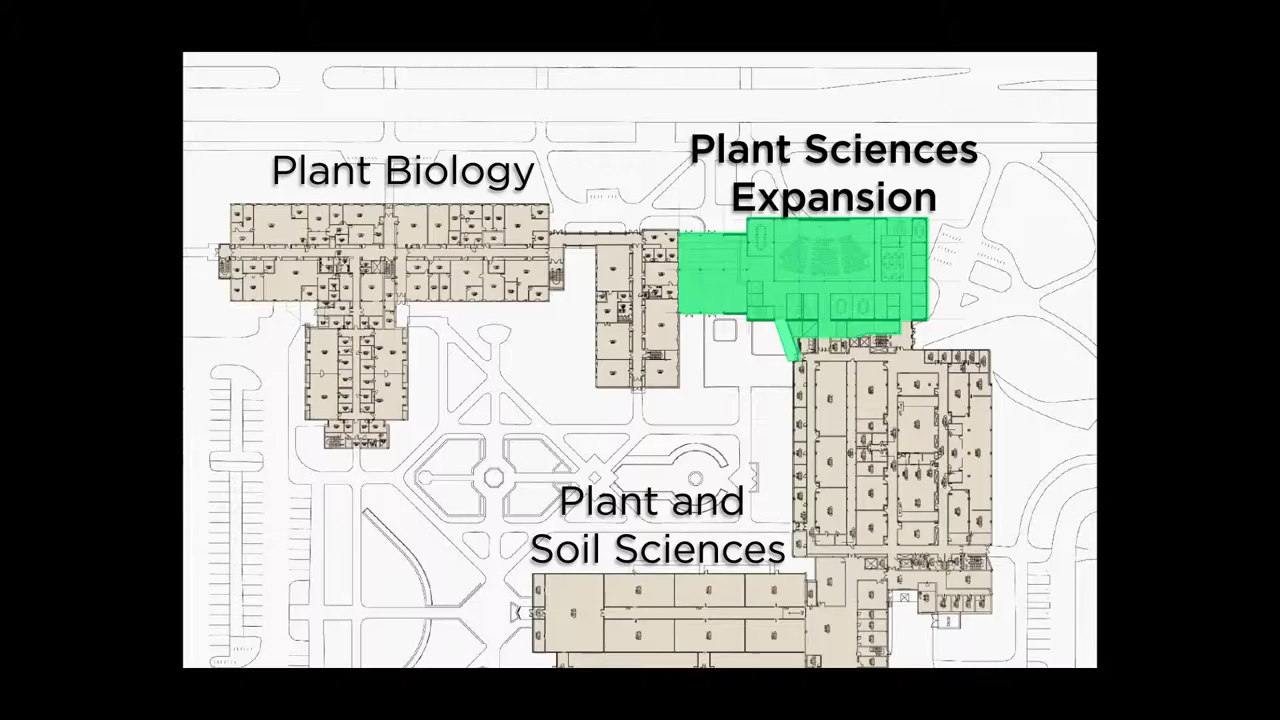 Plant Biology
Plant Sciences
Expansion
Plant and
Soil Sciences